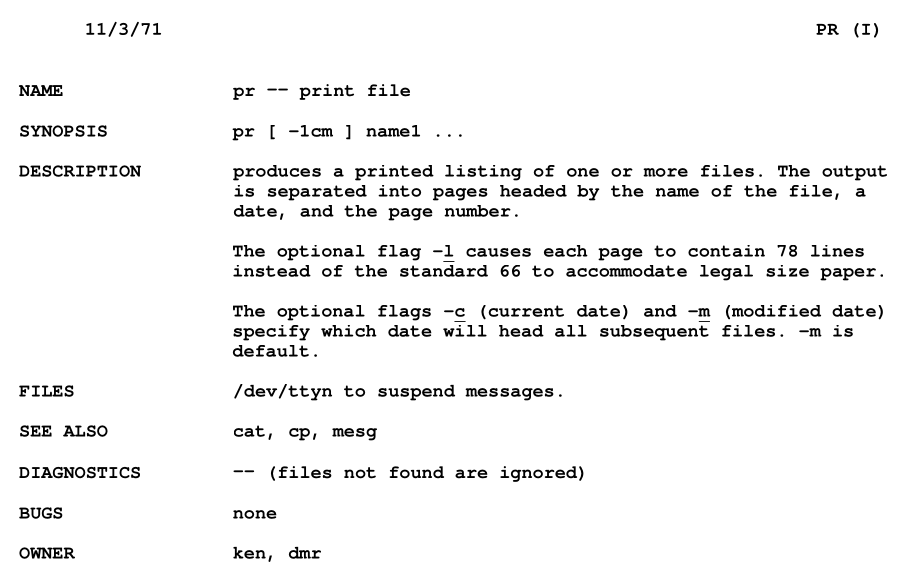 11/3/71 PR (I)
NAME pr -- print file
SYNOPSIS pr [ -lcm ] name1 ...
DESCRIPTION produces a printed listing of one or more files. The output
is separated into pages headed by the name of the file, a
date, and the page number.
The optional flag -l causes each page to contain 78 lines
instead of the standard 66 to accommodate legal size paper.
The optional flags -c (current date) and -m (modified date)
specify which date will head all subsequent files. -m is
default.
FILES /dev/ttyn to suspend messages.
SEE ALSO cat, cp, mesg
DIAGNOSTICS -- (files not found are ignored)
BUGS none
OWNER ken, dmr